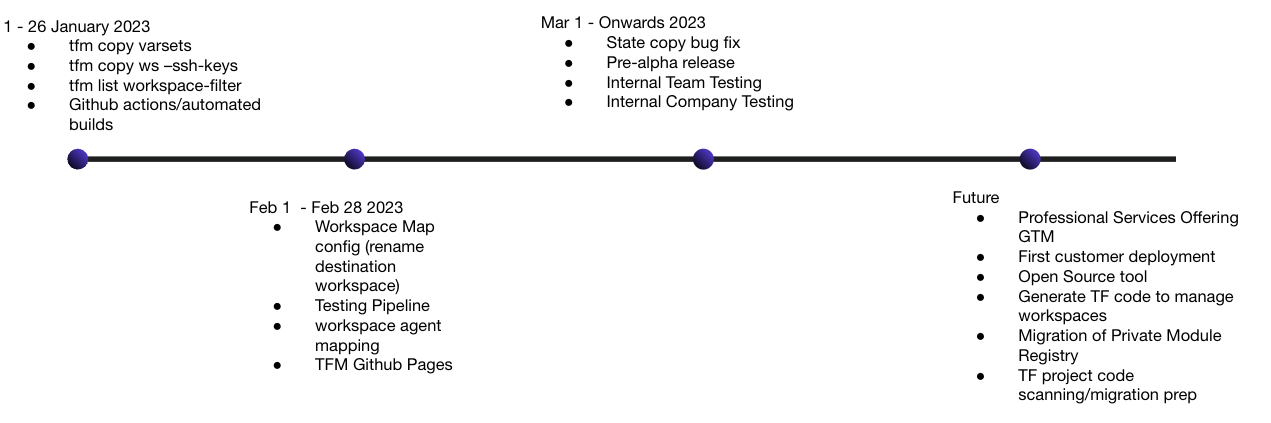 1 - 26 January 2023
● tfm copy varsets
● tfm copy ws –ssh-keys
● tfm list workspace-filter
● Github actions/automated
builds
Feb 1  - Feb 28 2023
● Workspace Map
config (rename
destination
workspace)
● Testing Pipeline
● workspace agent
mapping
● TFM Github Pages
Mar 1 - Onwards 2023
● State copy bug fix
● Pre-alpha release
● Internal Team Testing
● Internal Company Testing
Future
● Professional Services Offering
GTM
● First customer deployment
● Open Source tool
● Generate TF code to manage
workspaces
● Migration of Private Module
Registry
● TF project code
scanning/migration prep